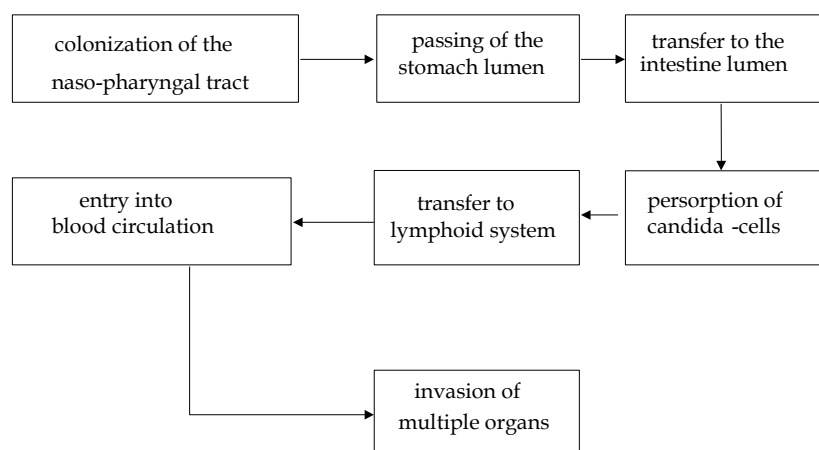 colonization of the
naso-pharyngal tract
passing of the
stomach lumen
transfer to the
intestine lumen
persorption of
candida -cells
transfer to
lymphoid system
entry into
blood circulation
invasion of
multiple organs